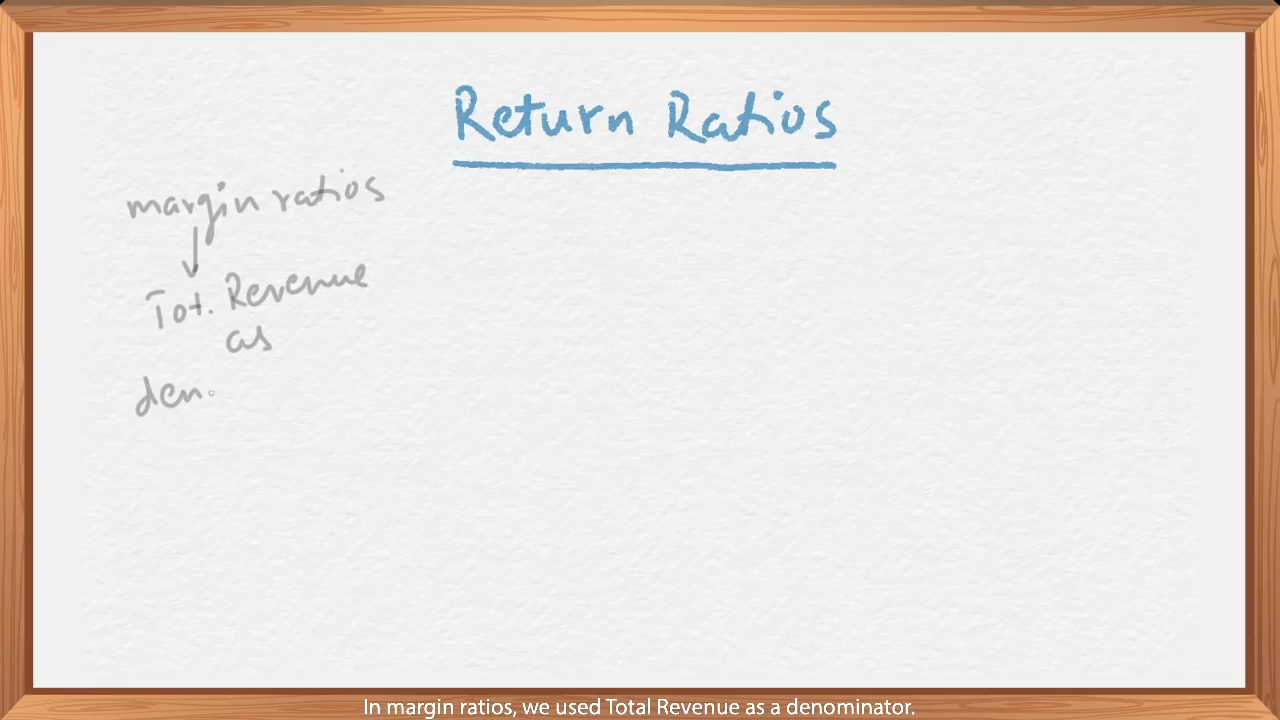 Return Ratios
margin ratios
Tot. Revenue
as
den.
In margin ratios, we used Total Revenue as a denominator.